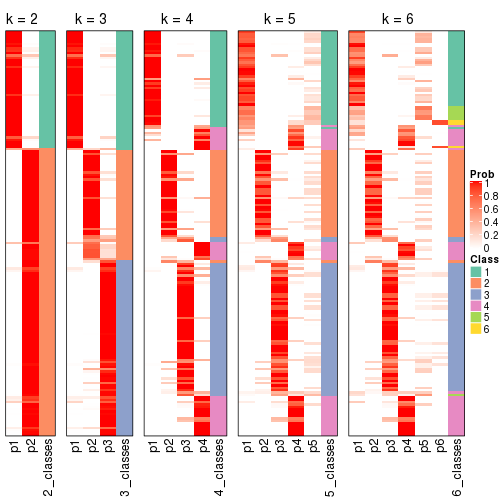 k = 2
k = 3
k = 4
k = 5
k = 6
p1
p2
2_classes
p1
p2
p3
3_classes
p1
p2
p3
p4
4_classes
p1
p2
p3
p4
p5
5_classes
p1
p2
p3
p4
p5
p6
6_classes
Prob
1
0.8
0.6
0.4
0.2
0
Class
1
2
3
4
5
6